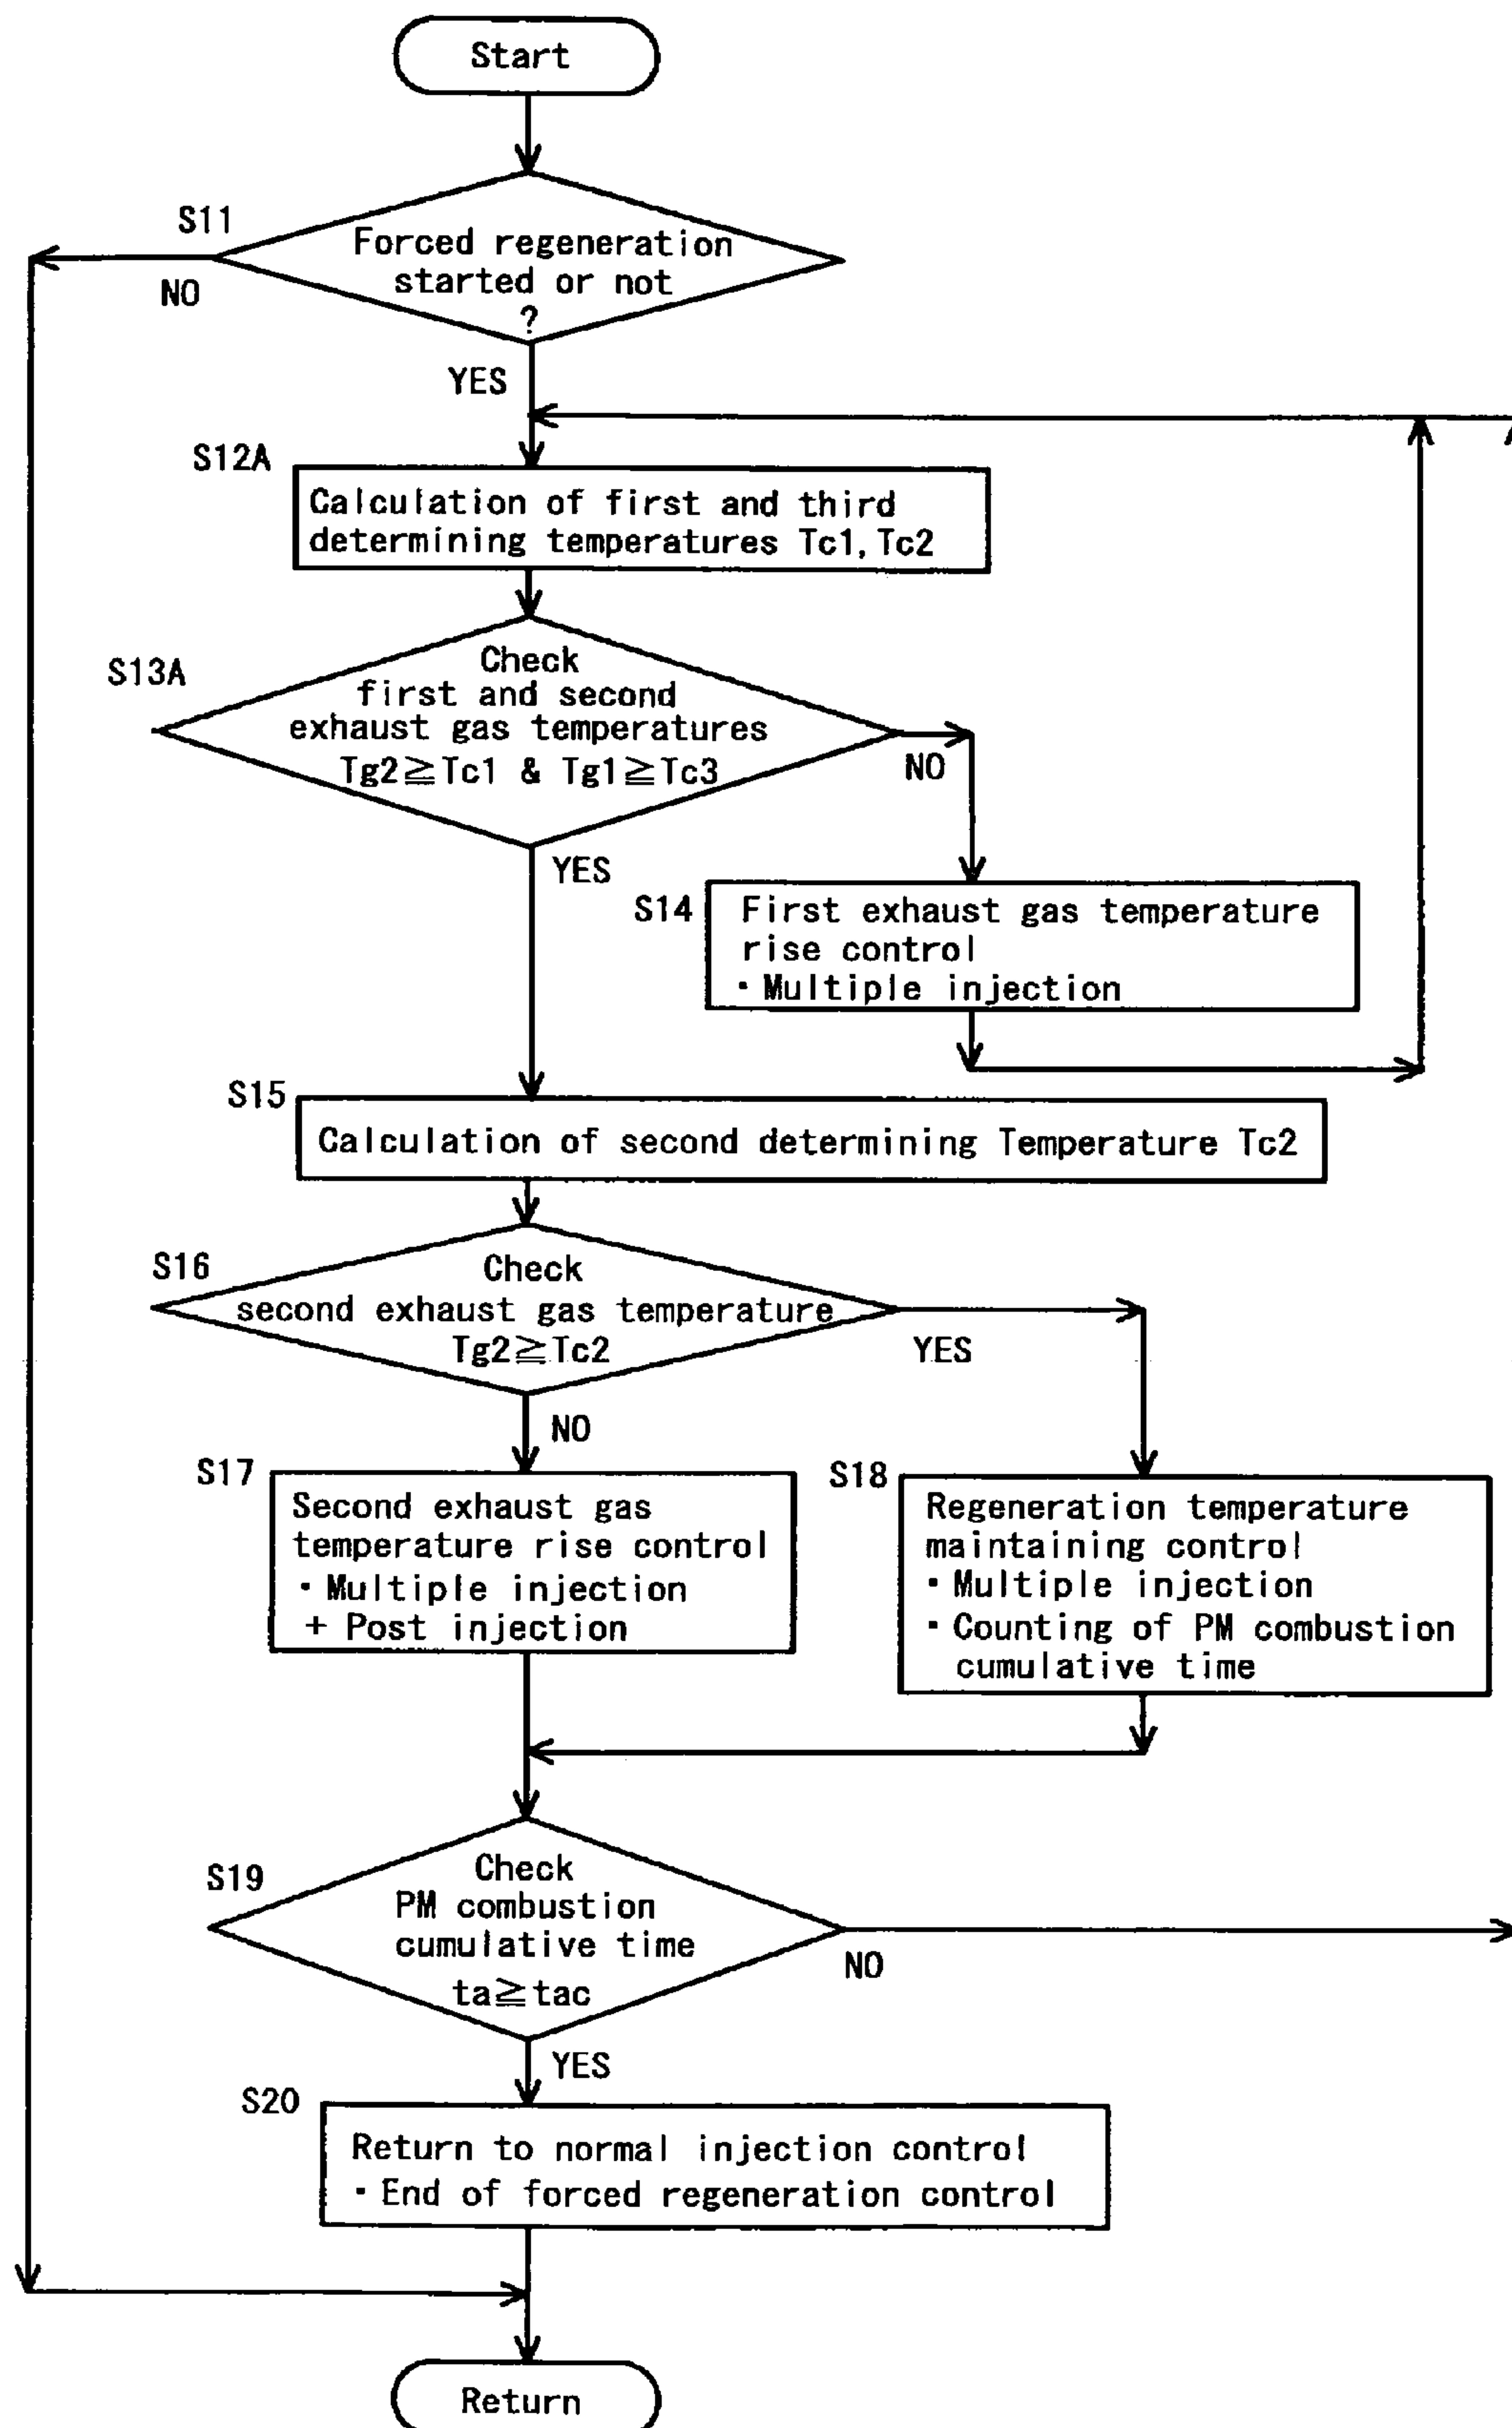 Start
S11
Forced regeneration
started or not
?
NO
YES
S12A
Calculation of first and third
determining temperatures Tc1,Tc2
S13A
Check
first and second
exhaust gas temperatures
Tg2≧Tc1 & Tg1≧Tc3
NO
YES
S14
First exhaust gas temperature
rise control
・Multiple injection
S15
Calculation of second determining Temperature Tc2
S16
Check
second exhaust gas temperature
Tg2≧Tc2
YES
NO
S17
Second exhaust gas
temperature rise control
・Multiple injection
+ Post injection
S18
Regeneration temperature
maintaining control
・Multiple injection
・Counting of PM combustion
cumulative time
S19
Check
PM combustion
cumulative time
ta≧tac
NO
YES
S20
Return to normal injection control
・End of forced regeneration control
Return